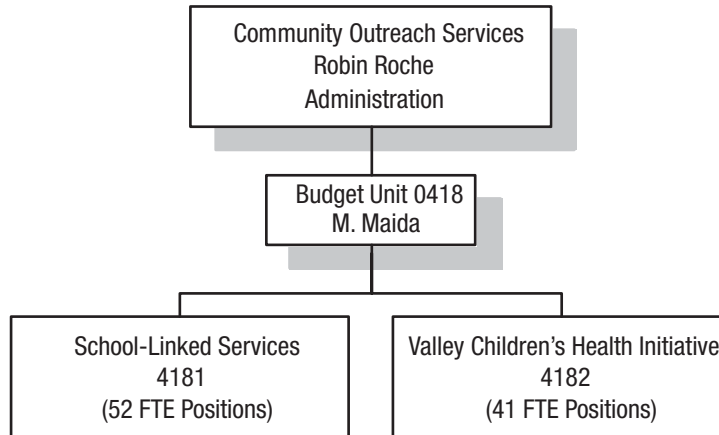 Community Outreach Services
Robin Roche
Administration
Budget Unit 0418
M. Maida
School-Linked Services
4181
(52 FTE Positions)
Valley Children’s Health Initiative
4182
(41 FTE Positions)